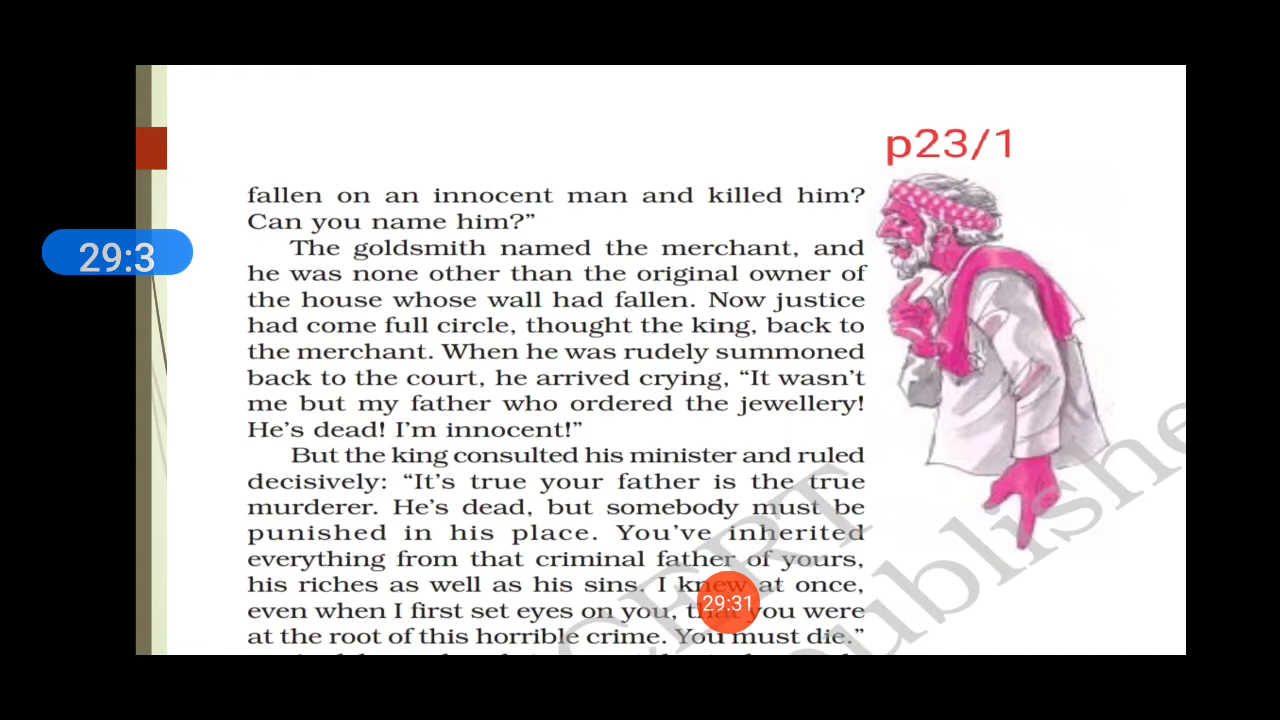 p23/1
fallen on an innocent man and killed him?
Can you name him?”
The goldsmith named the merchant, and
he was none other than the original owner of
the house whose wall had fallen. Now justice
had come full circle, thought the king, back to
the merchant. When he was rudely summoned
back to the court, he arrived crying, “It wasn’t
me but my father who ordered the jewellery!
He’s dead! I’m innocent!”
But the king consulted his minister and ruled
decisively: “It’s true your father is the true
murderer. He’s dead, but somebody must be
punished in his place. You’ve inherited
everything from that criminal father of yours,
his riches as well as his sins. I knew at once,
even when I first set eyes on you, that you were
at the root of this horrible crime. You must die.”
29:3
29:31